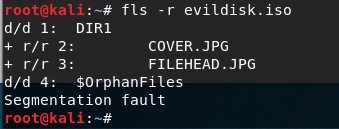 root@kali:~# fls -r evildisk.iso
d/d 1:  DIR1
+ r/r 2:        COVER.JPG
+ r/r 3:        FILEHEAD.JPG
d/d 4:  $OrphanFiles
Segmentation fault
root@kali:~#